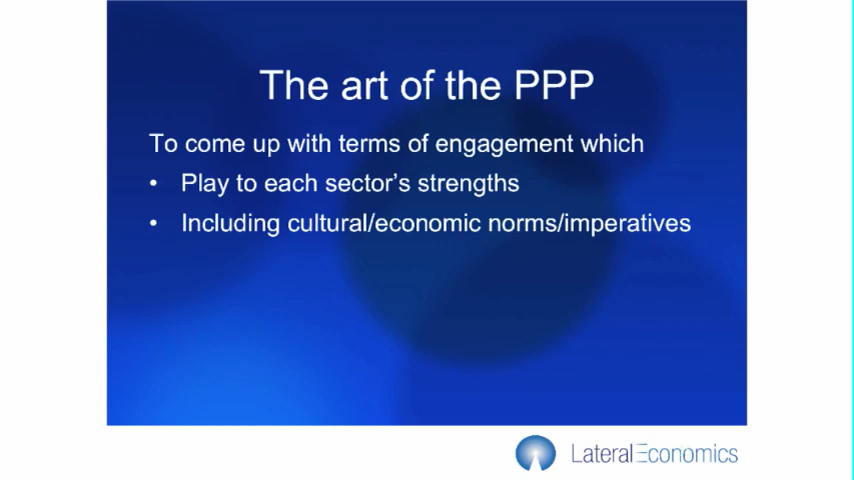 The art of the PPP
To come up with terms of engagement which
• Play to each sector’s strengths
• Including cultural/economic norms/imperatives
LateralEconomics